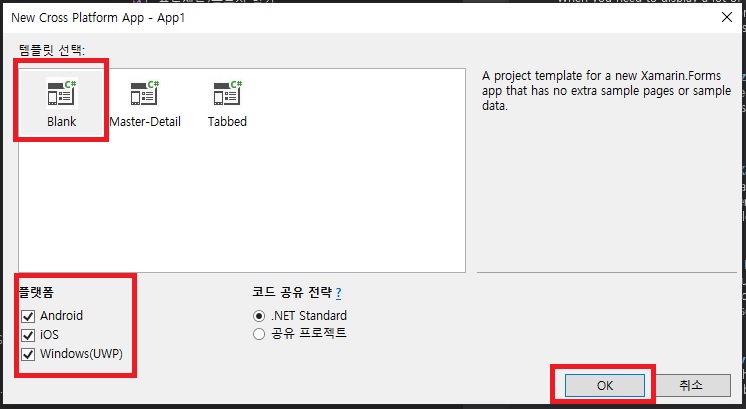 New Cross Platform App - App1
템플릿 선택:
C# C# C#
Blank Master-Detail Tabbed
A project template for a new Xamarin.Forms
app that has no extra sample pages or sample
data.
플랫폼
Android
iOS
Windows(UWP)
코드 공유 전략 ?
.NET Standard
공유 프로젝트
OK 취소